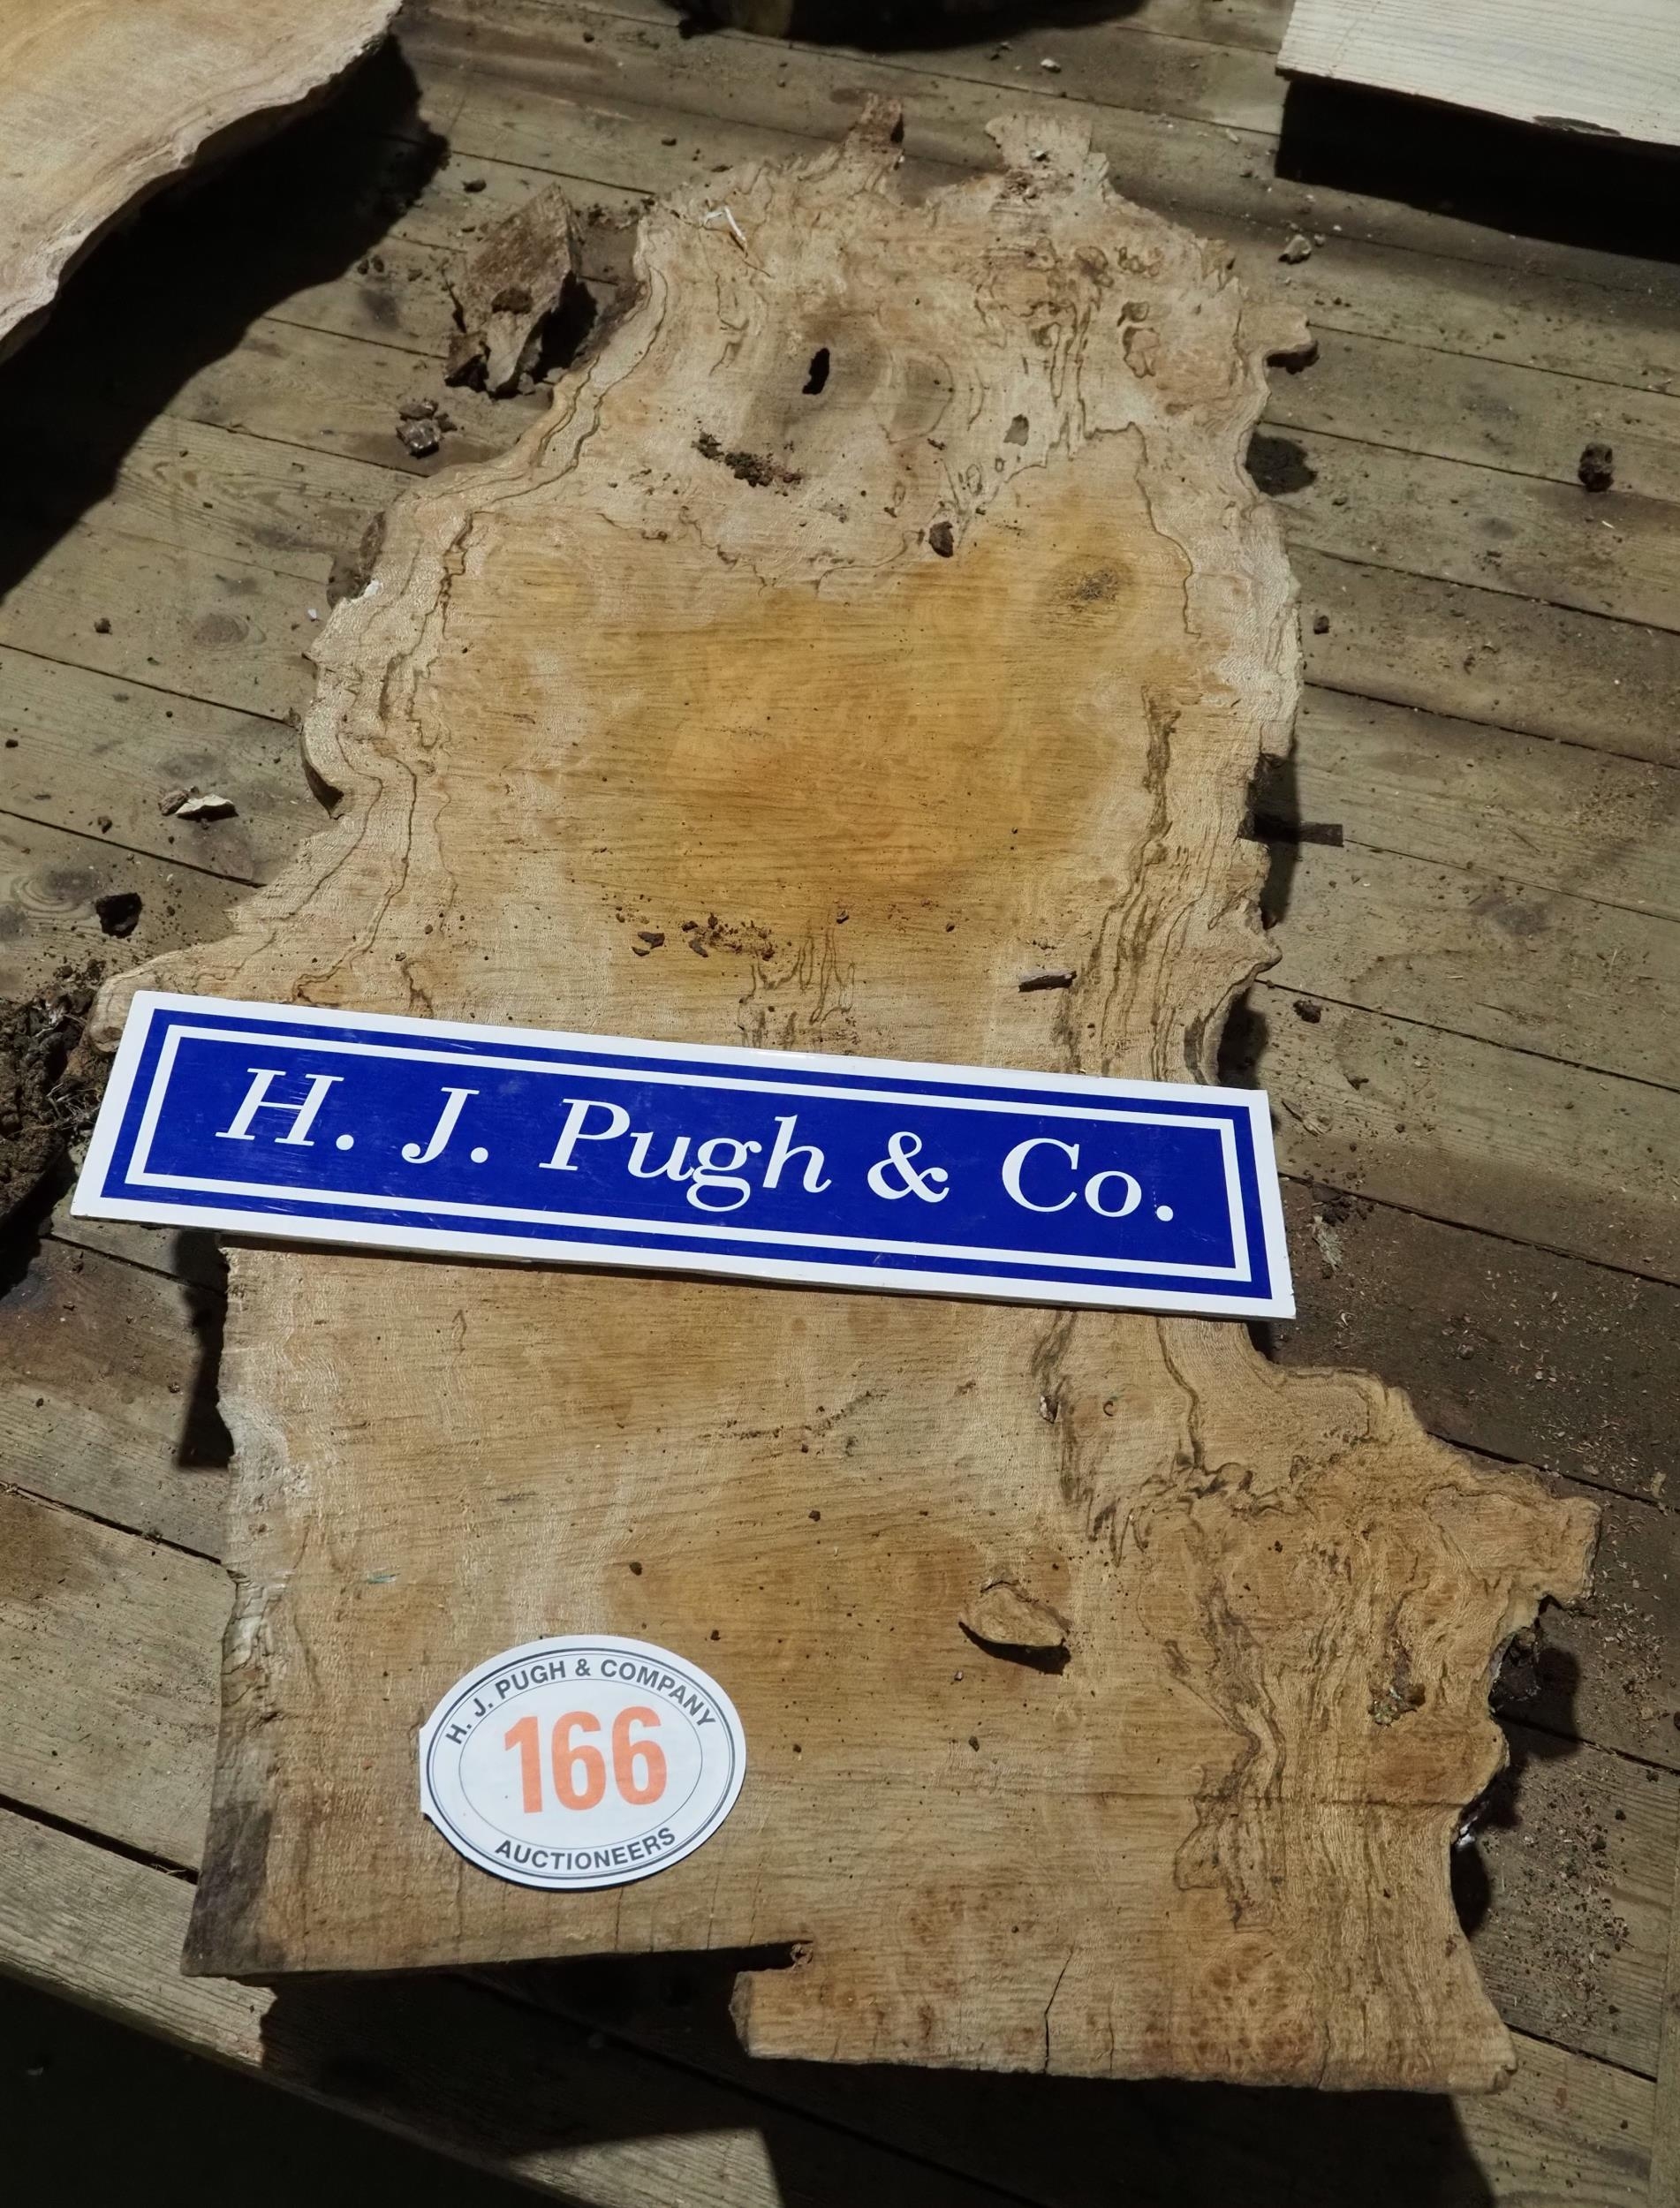 H. J. Pugh & Co.
H. J. PUGH & COMPANY
166
AUCTIONEERS